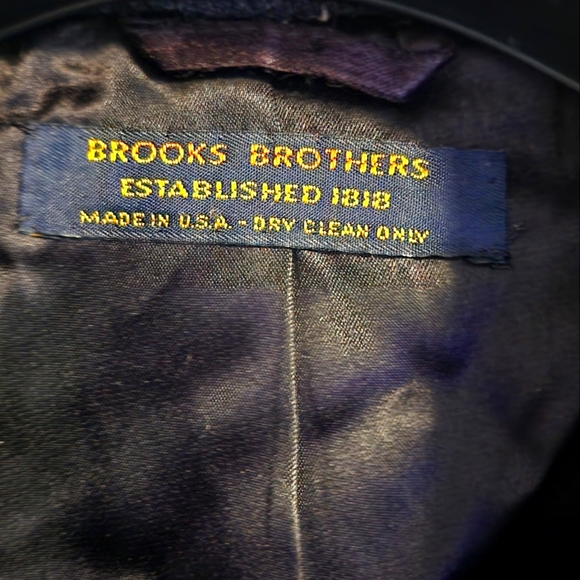 BROOKS BROTHERS
ESTABLISHED 1818
MADE IN U.S.A. - DRY CLEAN ONLY